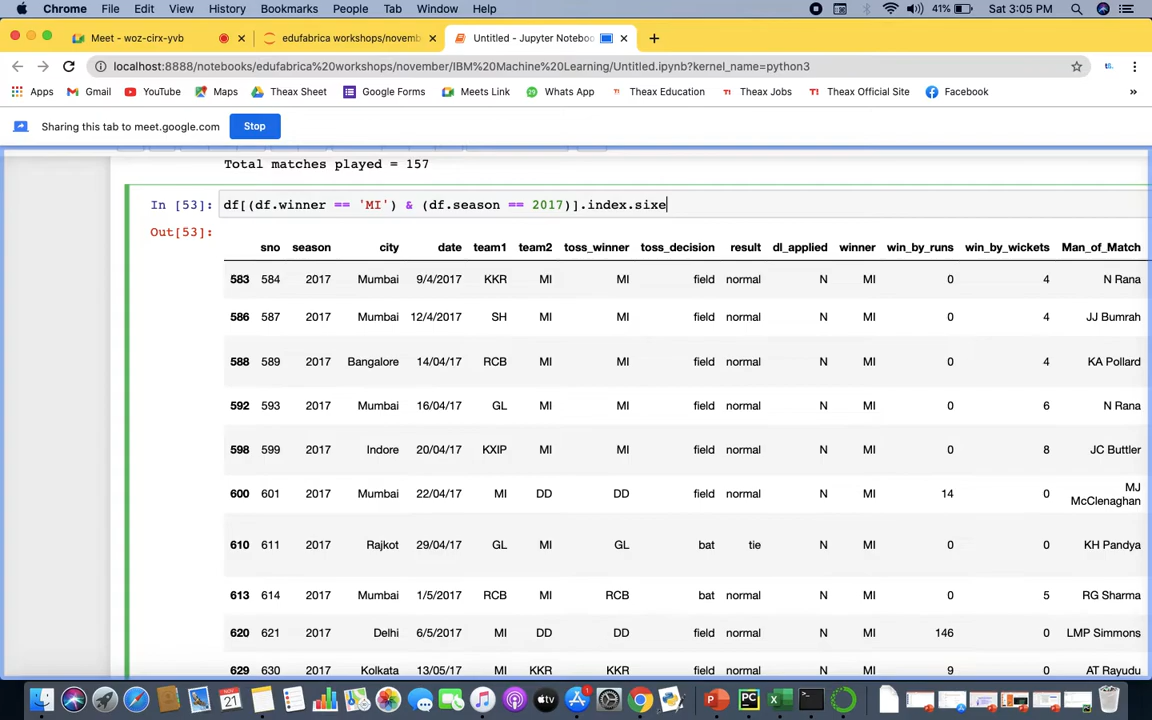 Chrome File Edit View History Bookmarks People Tab Window Help 41% Sat 3:05 PM
Meet - woz-cirx-yvb edufabrica workshops/novemb Untitled - Jupyter Noteboo
localhost:8888/notebooks/edufabrica%20workshops/november/IBM%20Machine%20Learning/Untitled.ipynb?kernel_name=python3
Apps Gmail YouTube Maps Theax Sheet Google Forms Meets Link Whats App Theax Education Theax Jobs Theax Official Site Facebook »
Sharing this tab to meet.google.com Stop
Total matches played = 157
In [53]: df[(df.winner == 'MI') & (df.season == 2017)].index.sixe
Out[53]:
sno season city date team1 team2 toss_winner toss_decision result dl_applied winner win_by_runs win_by_wickets Man_of_Match
583 584 2017 Mumbai 9/4/2017 KKR MI MI field normal N MI 0 4 N Rana
586 587 2017 Mumbai 12/4/2017 SH MI MI field normal N MI 0 4 JJ Bumrah
588 589 2017 Bangalore 14/04/17 RCB MI MI field normal N MI 0 4 KA Pollard
592 593 2017 Mumbai 16/04/17 GL MI MI field normal N MI 0 6 N Rana
598 599 2017 Indore 20/04/17 KXIP MI MI field normal N MI 0 8 JC Buttler
600 601 2017 Mumbai 22/04/17 MI DD DD field normal N MI 14 0 MJ
McClenaghan
610 611 2017 Rajkot 29/04/17 GL MI GL bat tie N MI 0 0 KH Pandya
613 614 2017 Mumbai 1/5/2017 RCB MI RCB bat normal N MI 0 5 RG Sharma
620 621 2017 Delhi 6/5/2017 MI DD DD field normal N MI 146 0 LMP Simmons
629 630 2017 Kolkata 13/05/17 MI KKR KKR field normal N MI 9 0 AT Rayudu
NOV
21
tv
1
PC